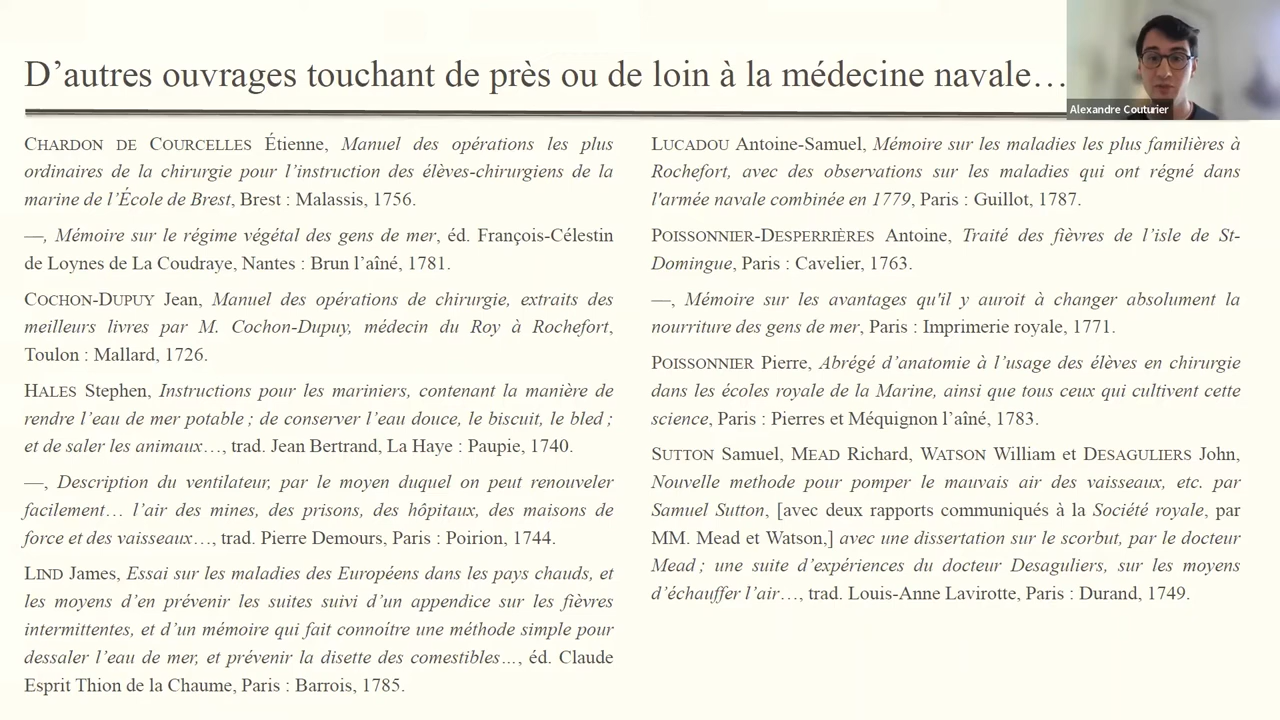 D’autres ouvrages touchant de près ou de loin à la médecine navale…
Alexandre Couturier
CHARDON DE COURCELLES Étienne, Manuel des opérations les plus
ordinaires de la chirurgie pour l’instruction des élèves-chirurgiens de la
marine de l’École de Brest, Brest : Malassis, 1756.
—, Mémoire sur le régime végétal des gens de mer, éd. François-Célestin
de Loynes de La Coudraye, Nantes : Brun l’aîné, 1781.
COCHON-DUPUY Jean, Manuel des opérations de chirurgie, extraits des
meilleurs livres par M. Cochon-Dupuy, médecin du Roy à Rochefort,
Toulon : Mallard, 1726.
HALES Stephen, Instructions pour les mariniers, contenant la manière de
rendre l’eau de mer potable ; de conserver l’eau douce, le biscuit, le bled ;
et de saler les animaux…, trad. Jean Bertrand, La Haye : Paupie, 1740.
—, Description du ventilateur, par le moyen duquel on peut renouveler
facilement… l’air des mines, des prisons, des hôpitaux, des maisons de
force et des vaisseaux…, trad. Pierre Demours, Paris : Poirion, 1744.
LIND James, Essai sur les maladies des Européens dans les pays chauds, et
les moyens d’en prévenir les suites suivi d’un appendice sur les fièvres
intermittentes, et d’un mémoire qui fait connoître une méthode simple pour
dessaler l’eau de mer, et prévenir la disette des comestibles…, éd. Claude
Esprit Thion de la Chaume, Paris : Barrois, 1785.
LUCADOU Antoine-Samuel, Mémoire sur les maladies les plus familières à
Rochefort, avec des observations sur les maladies qui ont régné dans
l'armée navale combinée en 1779, Paris : Guillot, 1787.
POISSONNIER-DESPERRIÈRES Antoine, Traité des fièvres de l’isle de St-
Domingue, Paris : Cavelier, 1763.
—, Mémoire sur les avantages qu'il y auroit à changer absolument la
nourriture des gens de mer, Paris : Imprimerie royale, 1771.
POISSONNIER Pierre, Abrégé d’anatomie à l’usage des élèves en chirurgie
dans les écoles royale de la Marine, ainsi que tous ceux qui cultivent cette
science, Paris : Pierres et Méquignon l’aîné, 1783.
SUTTON Samuel, MEAD Richard, WATSON William et DESAGULIERS John,
Nouvelle methode pour pomper le mauvais air des vaisseaux, etc. par
Samuel Sutton, [avec deux rapports communiqués à la Société royale, par
MM. Mead et Watson,] avec une dissertation sur le scorbut, par le docteur
Mead ; une suite d’expériences du docteur Desaguliers, sur les moyens
d’échauffer l’air…, trad. Louis-Anne Lavirotte, Paris : Durand, 1749.